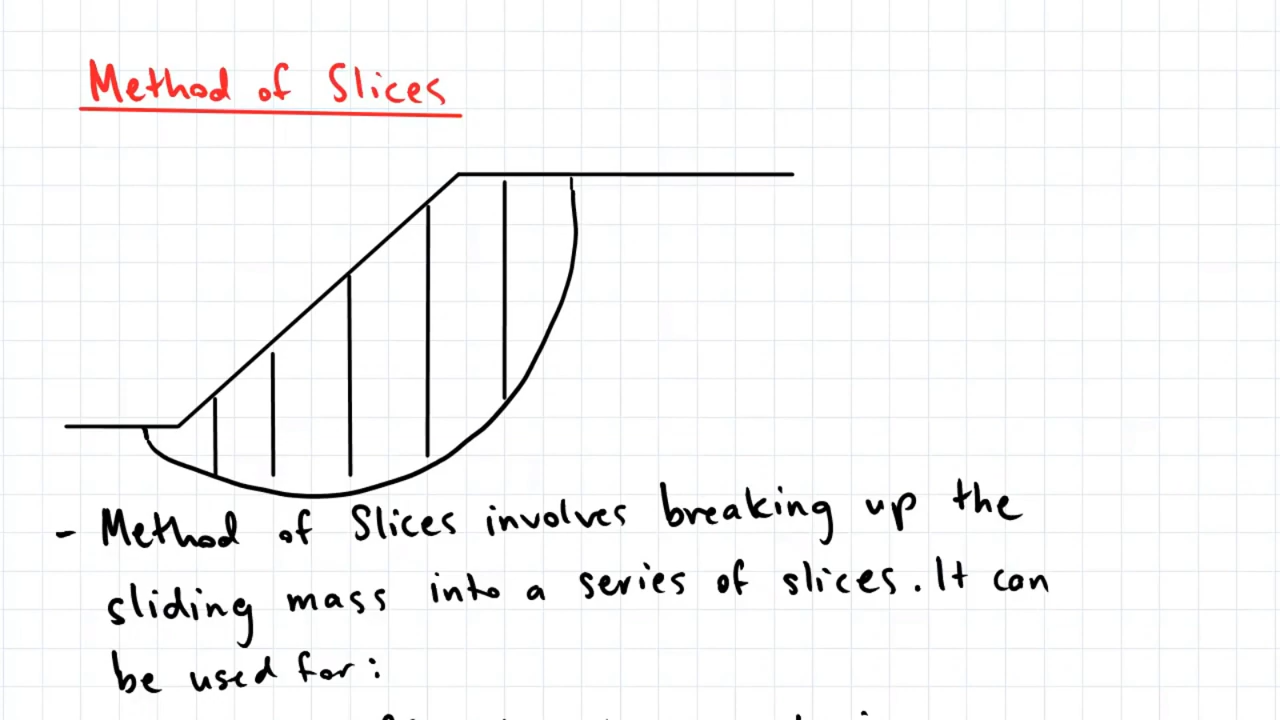 Method of Slices
- Method of Slices involves breaking up the
sliding mass into a series of slices. It can
be used for: